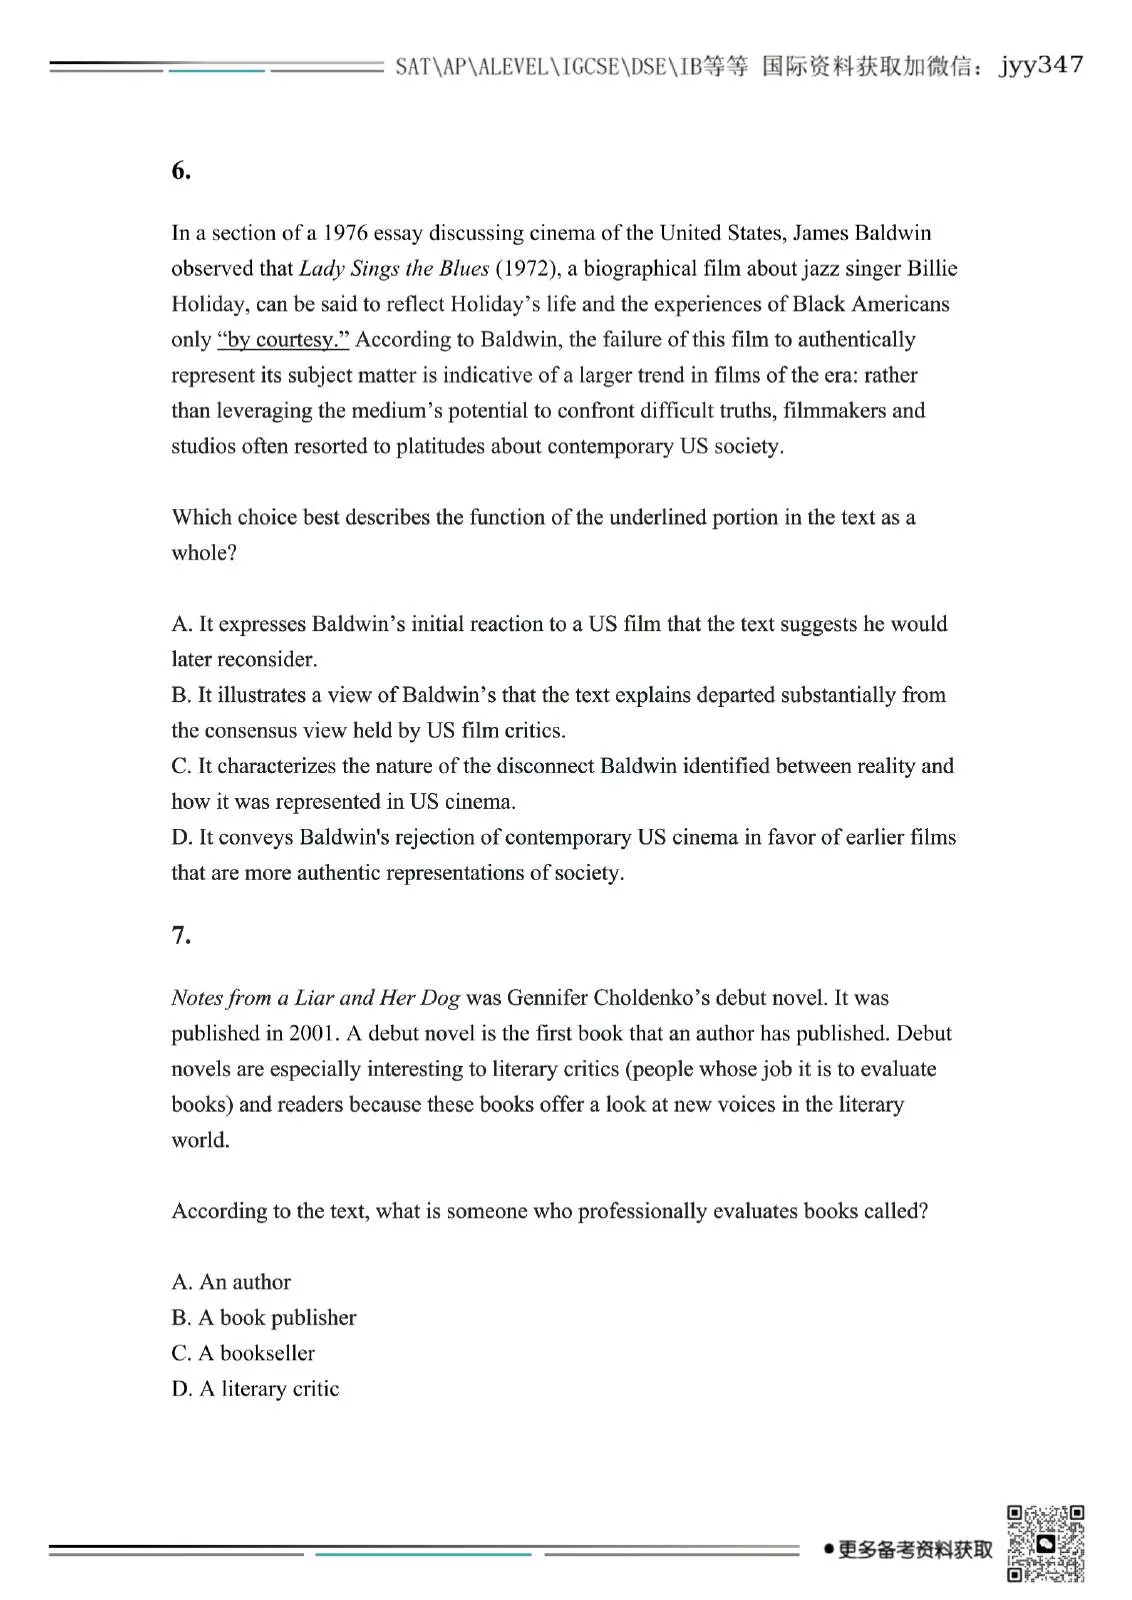 SAT\AP\ALEVEL\IGCSE\DSE\IB等等 国际资料获取加微信：jyy347
6.
In a section of a 1976 essay discussing cinema of the United States, James Baldwin
observed that Lady Sings the Blues (1972), a biographical film about jazz singer Billie
Holiday, can be said to reflect Holiday’s life and the experiences of Black Americans
only “by courtesy.” According to Baldwin, the failure of this film to authentically
represent its subject matter is indicative of a larger trend in films of the era: rather
than leveraging the medium’s potential to confront difficult truths, filmmakers and
studios often resorted to platitudes about contemporary US society.
Which choice best describes the function of the underlined portion in the text as a
whole?
A. It expresses Baldwin’s initial reaction to a US film that the text suggests he would
later reconsider.
B. It illustrates a view of Baldwin’s that the text explains departed substantially from
the consensus view held by US film critics.
C. It characterizes the nature of the disconnect Baldwin identified between reality and
how it was represented in US cinema.
D. It conveys Baldwin's rejection of contemporary US cinema in favor of earlier films
that are more authentic representations of society.
7.
Notes from a Liar and Her Dog was Gennifer Choldenko’s debut novel. It was
published in 2001. A debut novel is the first book that an author has published. Debut
novels are especially interesting to literary critics (people whose job it is to evaluate
books) and readers because these books offer a look at new voices in the literary
world.
According to the text, what is someone who professionally evaluates books called?
A. An author
B. A book publisher
C. A bookseller
D. A literary critic
●更多备考资料获取